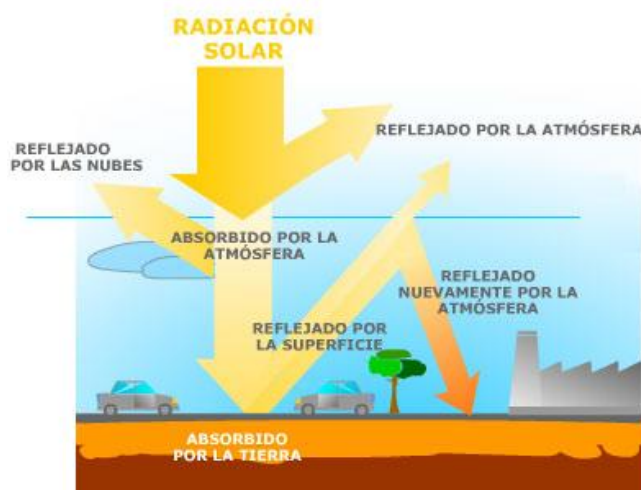 RADIACIÓN
SOLAR
REFLEJADO POR LA ATMÓSFERA
REFLEJADO
POR LAS NUBES
ABSORBIDO POR LA
ATMÓSFERA
REFLEJADO
NUEVAMENTE POR LA
ATMÓSFERA
REFLEJADO POR
LA SUPERFICIE
ABSORBIDO
POR LA TIERRA